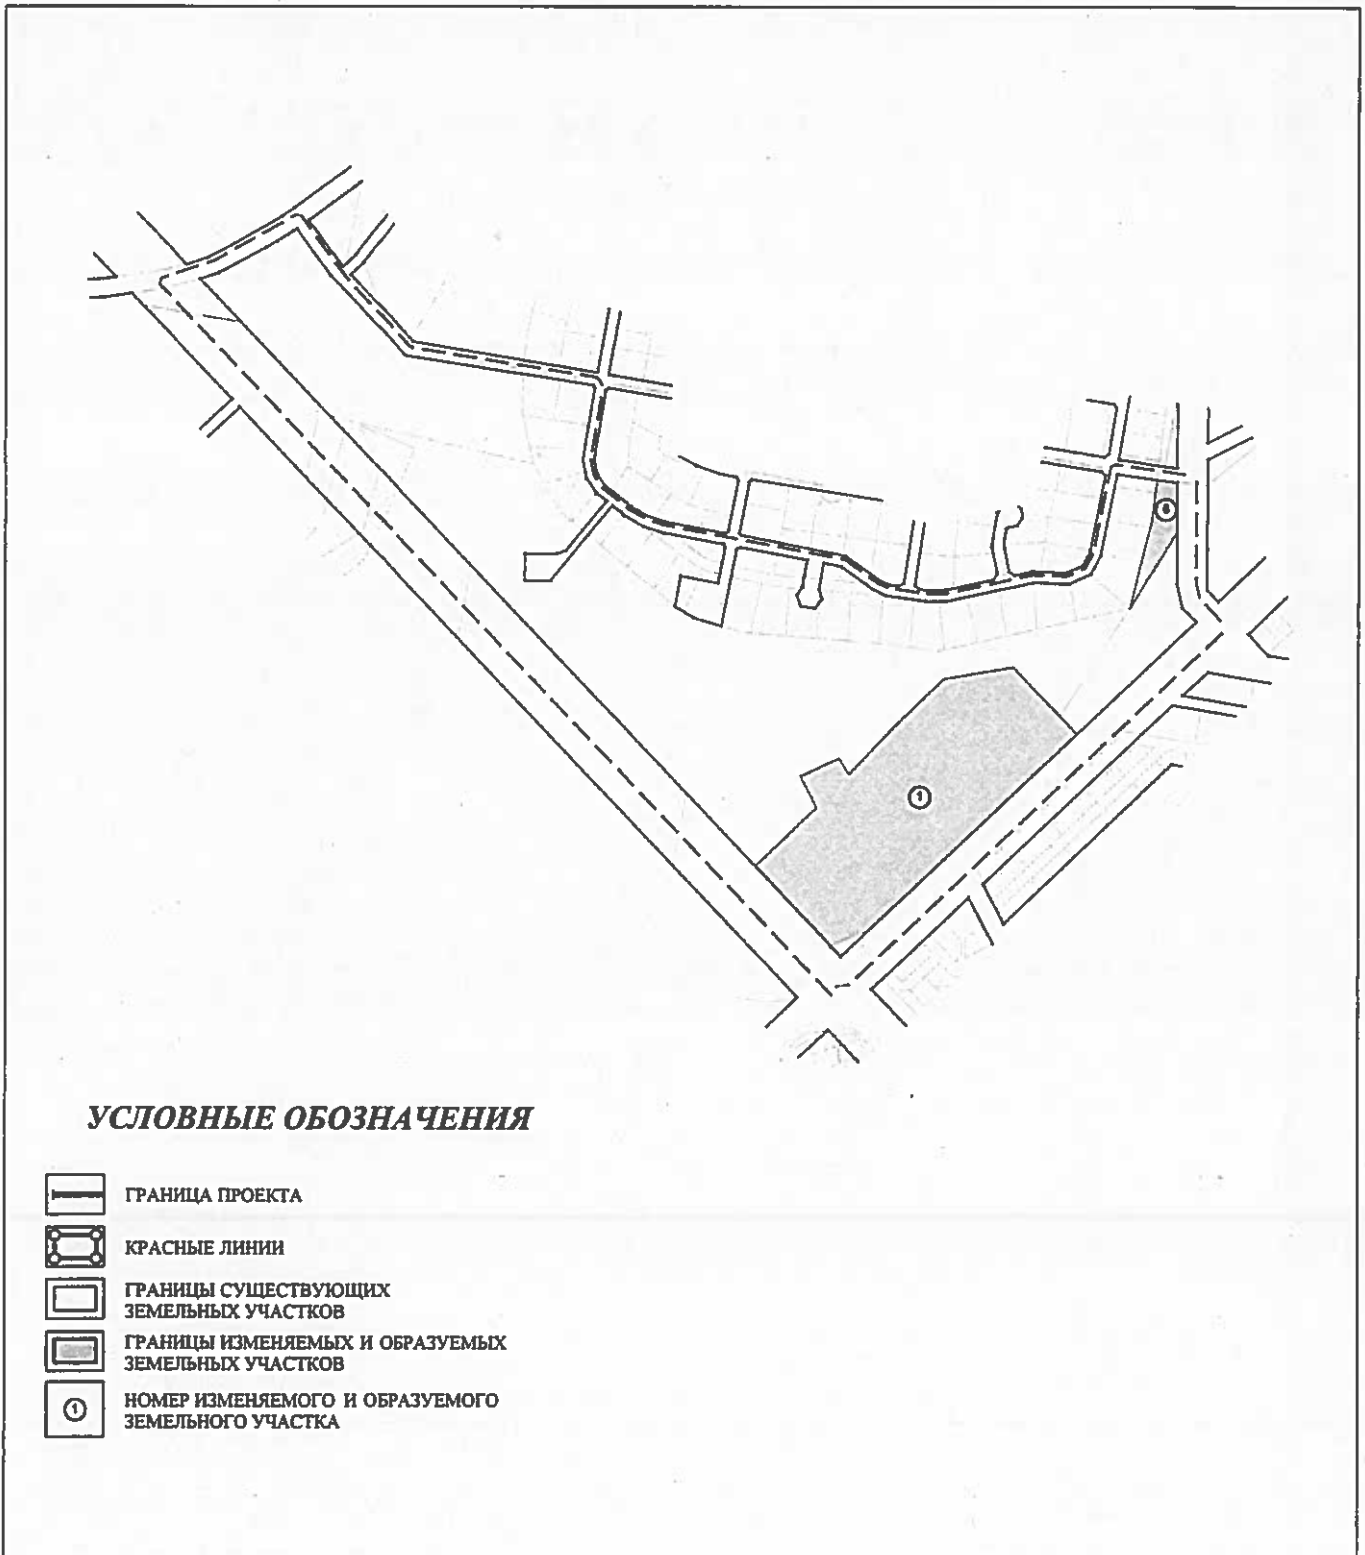 ①
УСЛОВНЫЕ ОБОЗНАЧЕНИЯ
ГРАНИЦА ПРОЕКТА
КРАСНЫЕ ЛИНИИ
ГРАНИЦЫ СУЩЕСТВУЮЩИХ
ЗЕМЕЛЬНЫХ УЧАСТКОВ
ГРАНИЦЫ ИЗМЕНЯЕМЫХ И ОБРАЗУЕМЫХ
ЗЕМЕЛЬНЫХ УЧАСТКОВ
① НОМЕР ИЗМЕНЯЕМОГО И ОБРАЗУЕМОГО
ЗЕМЕЛЬНОГО УЧАСТКА